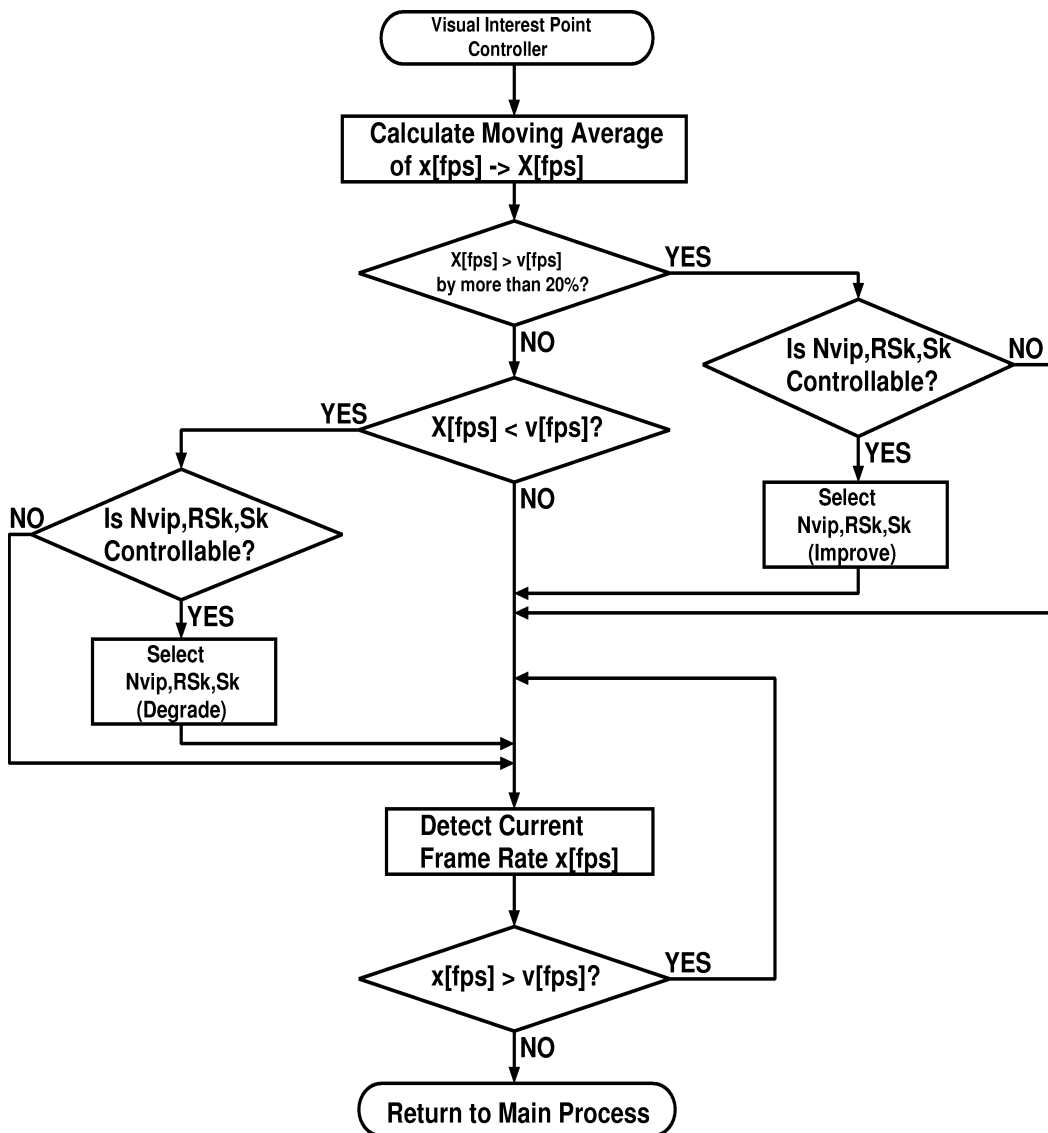 Visual Interest Point
Controller
Calculate Moving Average
of x[fps] -> X[fps]
X[fps] > v[fps]
by more than 20%?
YES
NO
Is Nvip,RSk,Sk
Controllable?
NO
YES
Select
Nvip,RSk,Sk
(Improve)
X[fps] < v[fps]?
YES
NO
Is Nvip,RSk,Sk
Controllable?
NO
YES
Select
Nvip,RSk,Sk
(Degrade)
Detect Current
Frame Rate x[fps]
x[fps] > v[fps]?
YES
NO
Return to Main Process